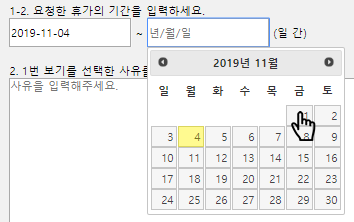 1-2. 요청한 휴가의 기간을 입력하세요.
2019-11-04 ~ 년/월/일 (일 간)
2019년 11월
일 월 화 수 목 금 토
1 2
3 4 5 6 7 8 9
10 11 12 13 14 15 16
17 18 19 20 21 22 23
24 25 26 27 28 29 30
2. 1번 보기를 선택한 사유를
사유을 입력해주세요.